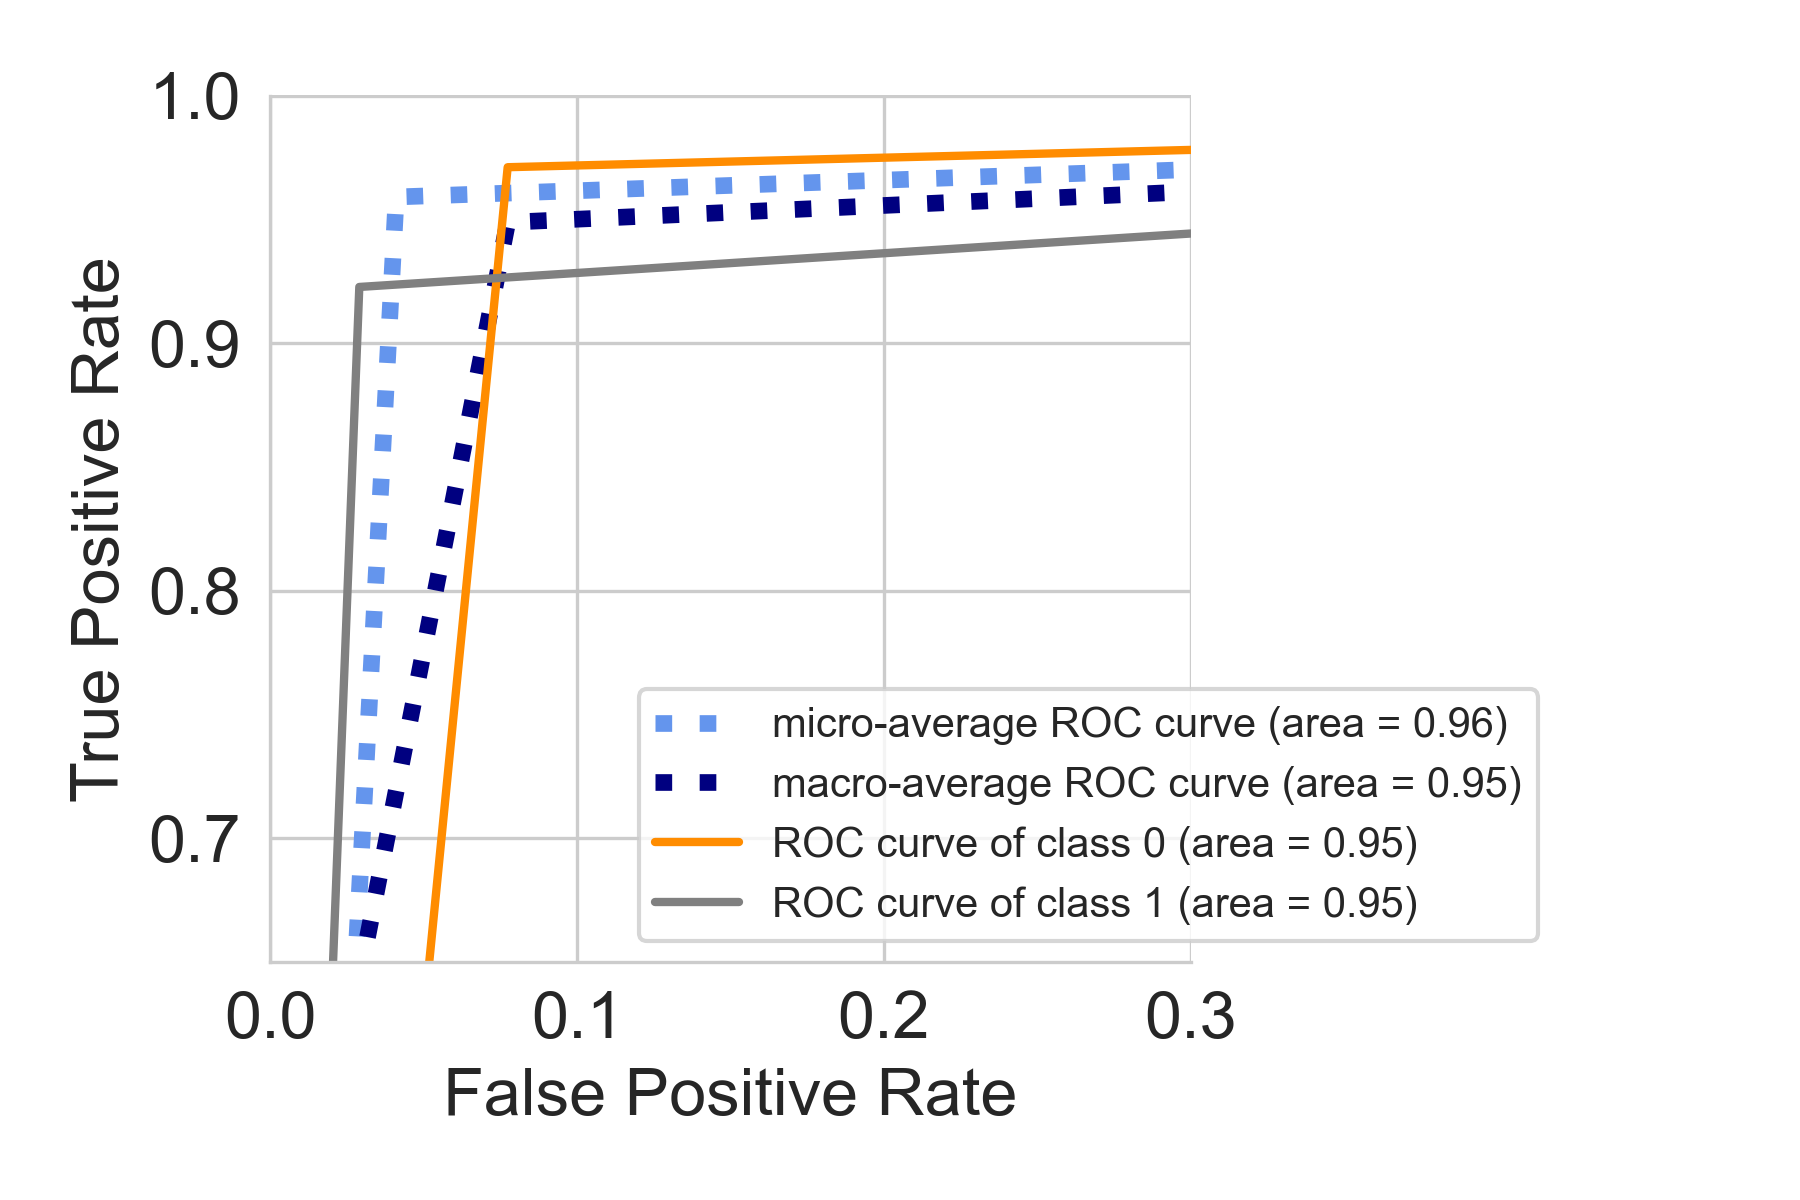 1.0
0.9
0.8
0.7
True Positive Rate
micro-average ROC curve (area = 0.96)
macro-average ROC curve (area = 0.95)
ROC curve of class 0 (area = 0.95)
ROC curve of class 1 (area = 0.95)
0.0 0.1 0.2 0.3
False Positive Rate